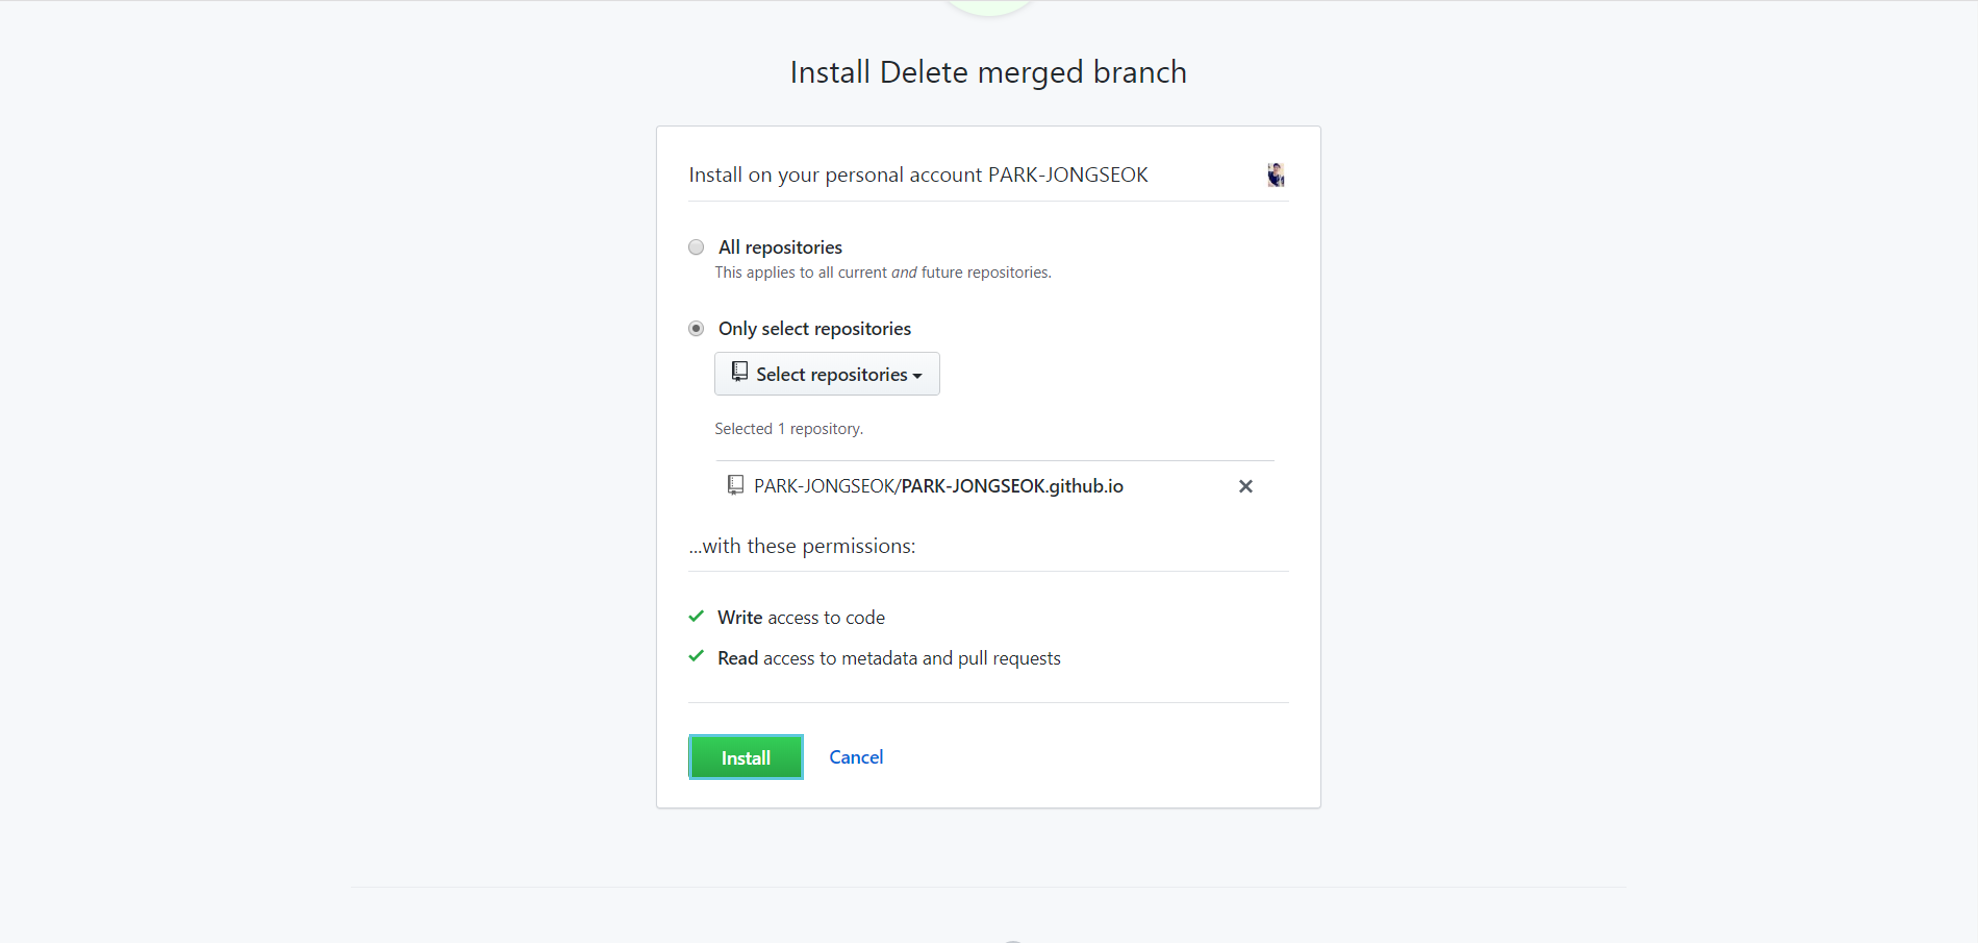 Install Delete merged branch
Install on your personal account PARK-JONGSEOK
All repositories
This applies to all current and future repositories.
Only select repositories
Select repositories
Selected 1 repository.
PARK-JONGSEOK/PARK-JONGSEOK.github.io
...with these permissions:
Write access to code
Read access to metadata and pull requests
Install Cancel